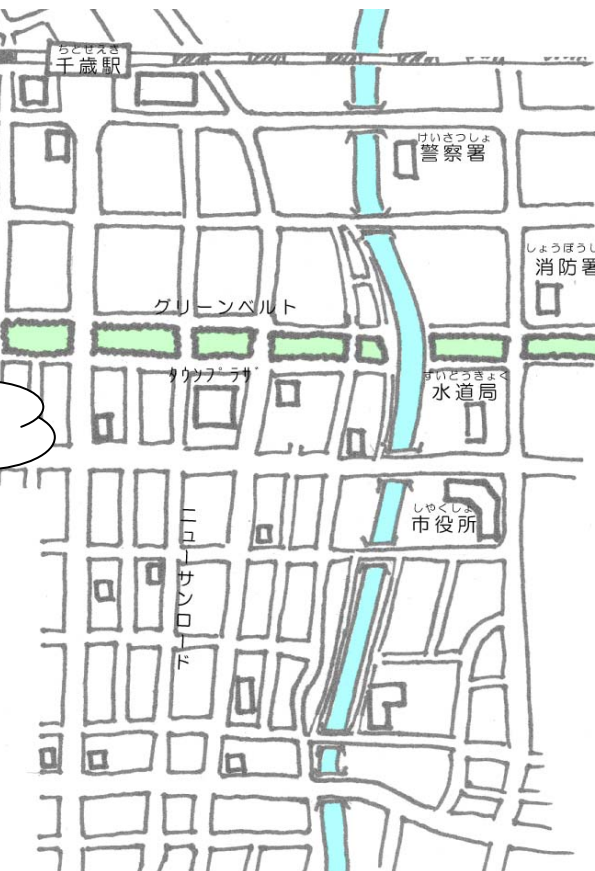 ちとせえき
千歳駅
けいさつしょ
警察署
しょうぼうし
消防署
グリーンベルト
タウンプラザ
すいどうきょく
水道局
しやくしょ
市役所
ニューサンロード